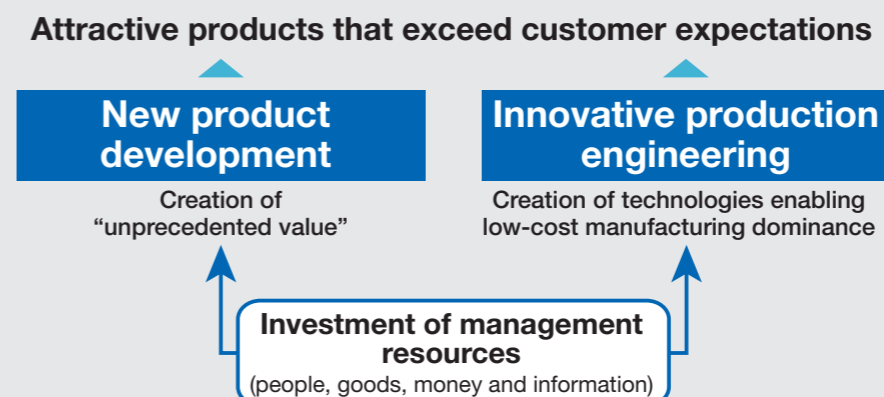 Attractive products that exceed customer expectations
New product
development
Creation of
“unprecedented value”
Innovative production
engineering
Creation of technologies enabling
low-cost manufacturing dominance
Investment of management
resources
(people, goods, money and information)